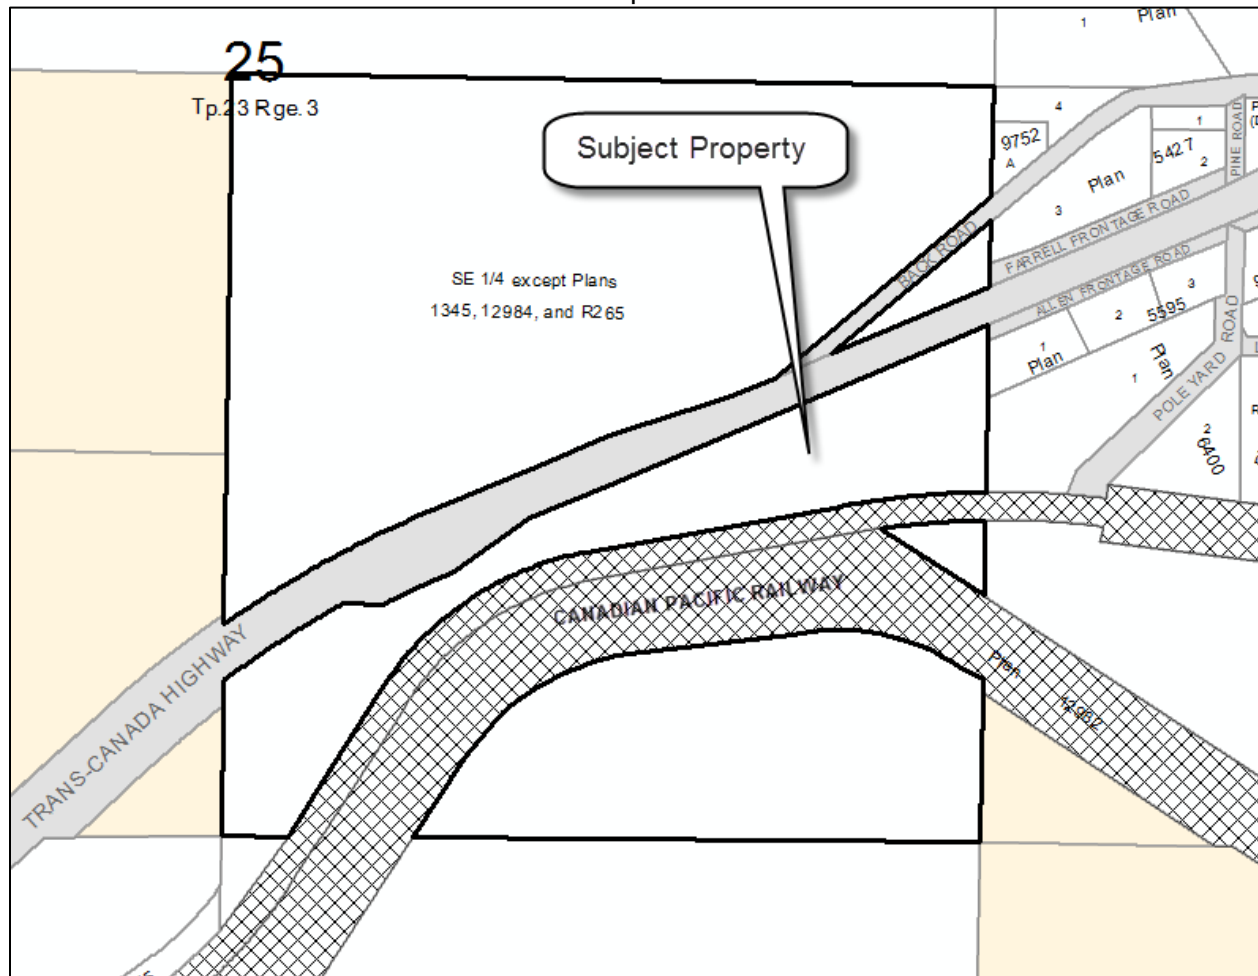 1
Plan
25
Tp.23 Rge.3
4
9752
A
Plan
3
1
5427
2
PINE ROAD
Subject Property
BACK ROAD
FARRELL FRONTAGE ROAD
ALLEN FRONTAGE ROAD
SE 1/4 except Plans
1345, 12984, and R265
1
Plan
2
3
5595
Plan
1
POLE YARD ROAD
2
6400
CANADIAN PACIFIC RAILWAY
TRANS-CANADA HIGHWAY
Plan
12982